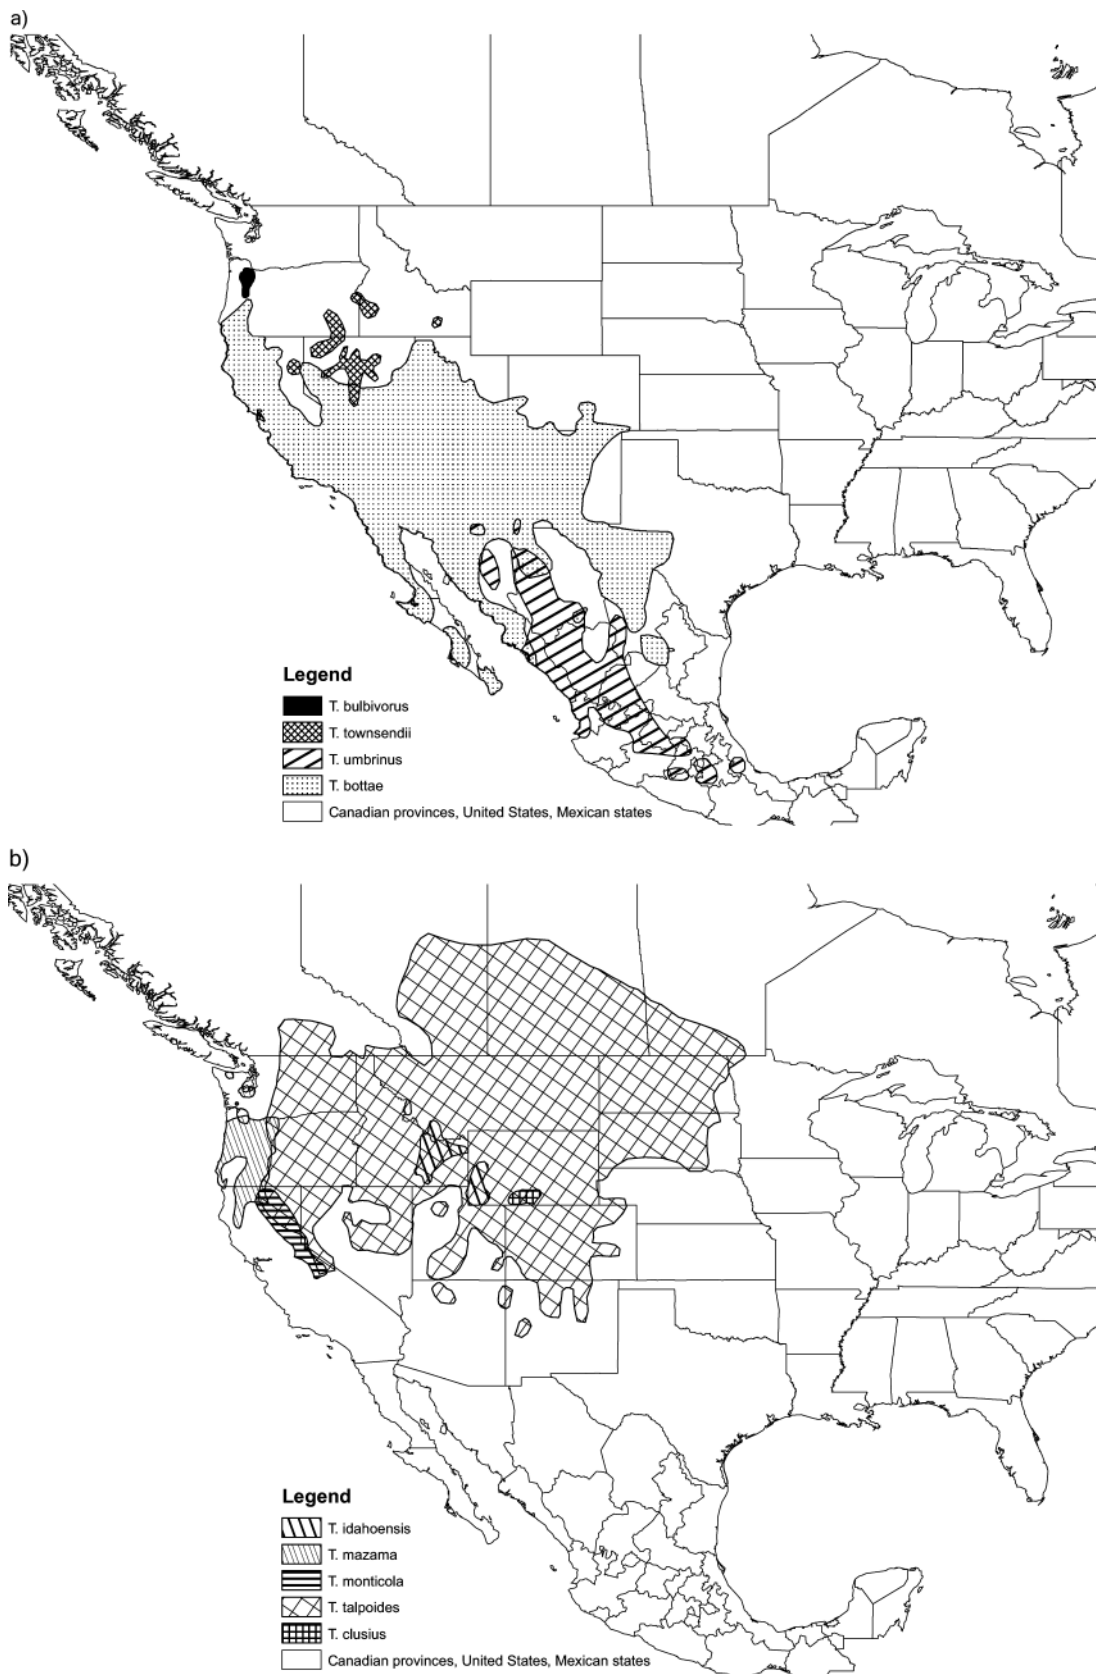 a)
Legend
T. bulbivorus
T. townsendii
T. umbrinus
T. bottae
Canadian provinces, United States, Mexican states
b)
Legend
T. idahoensis
T. mazama
T. monticola
T. talpoides
T. clusius
Canadian provinces, United States, Mexican states